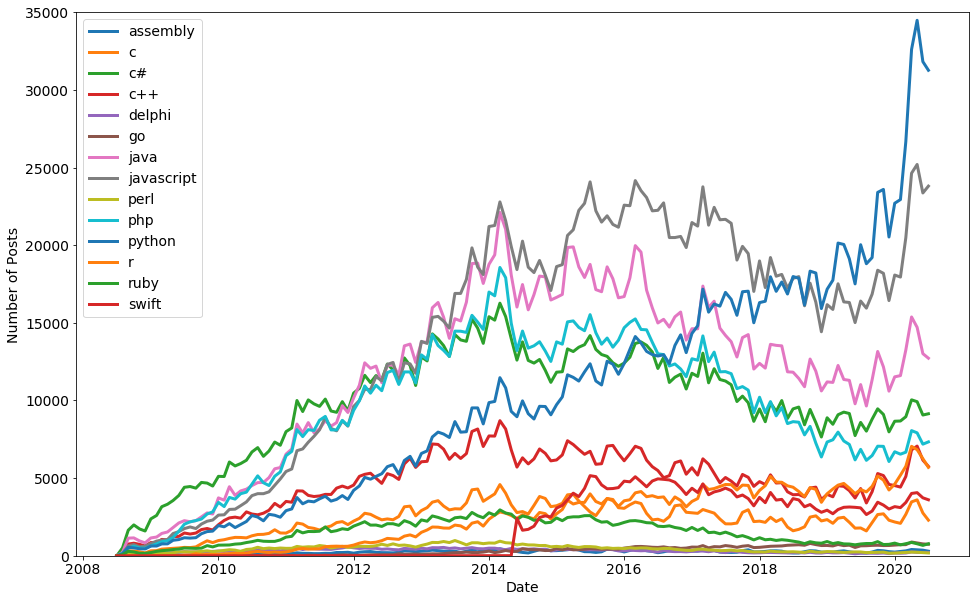 35000
30000
25000
20000
15000
10000
5000
0
Number of Posts
assembly
c
c#
c++
delphi
go
java
javascript
perl
php
python
r
ruby
swift
2008
2010
2012
2014
2016
2018
2020
Date